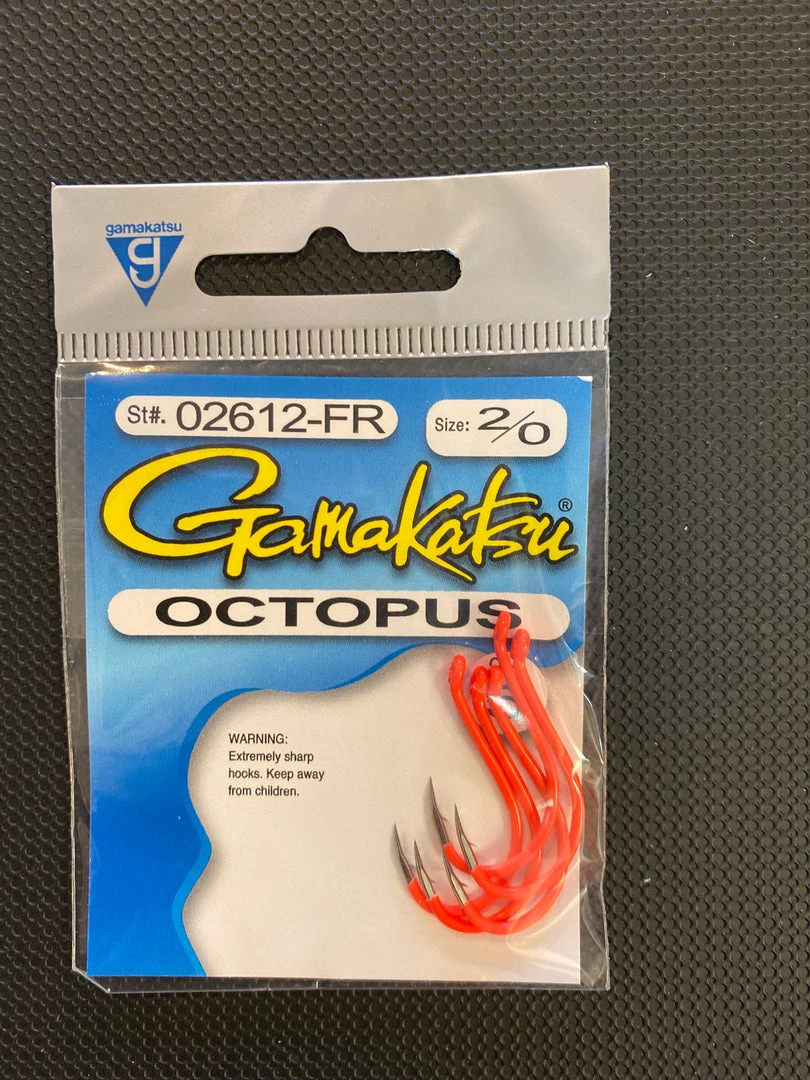 gamakatsu
g
St#. 02612-FR
Size: 2/0
Gamakatsu®
OCTOPUS
WARNING:
Extremely sharp
hooks. Keep away
from children.